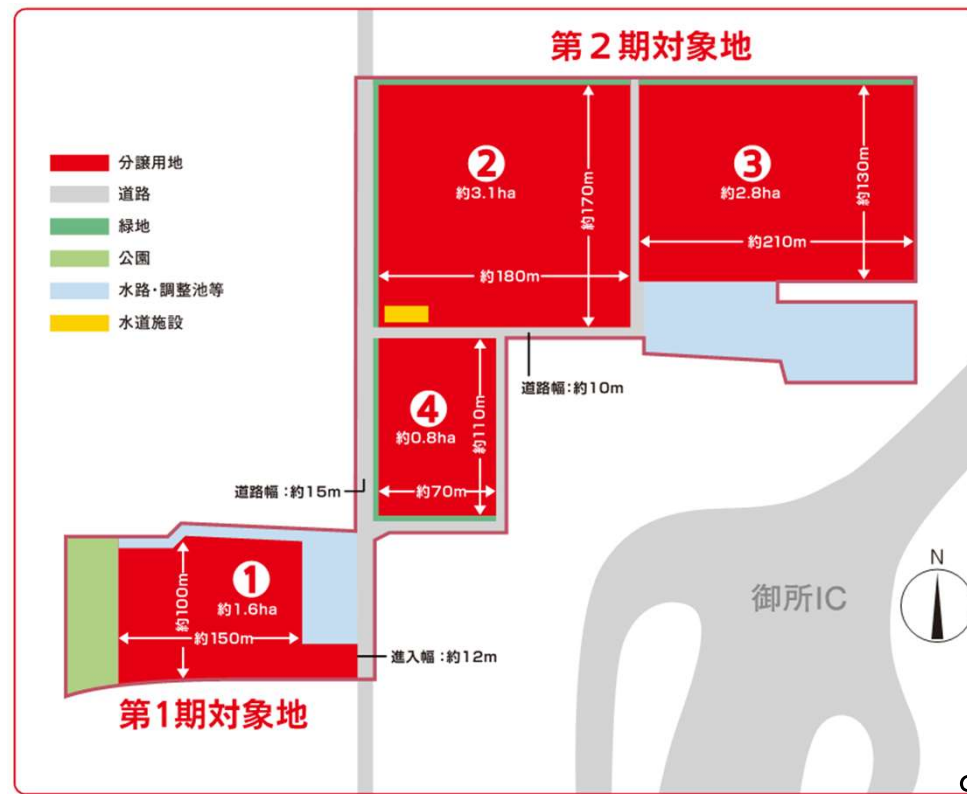 第2期対象地
分譲用地
道路
緑地
公園
水路・調整池等
水道施設
2
約3.1ha
約170m
約180m
3
約2.8ha
約130m
約210m
道路幅:約10m
4
約0.8ha
約110m
約70m
道路幅:約15m
1
約1.6ha
約100m
約150m
進入幅:約12m
第1期対象地
御所IC
N